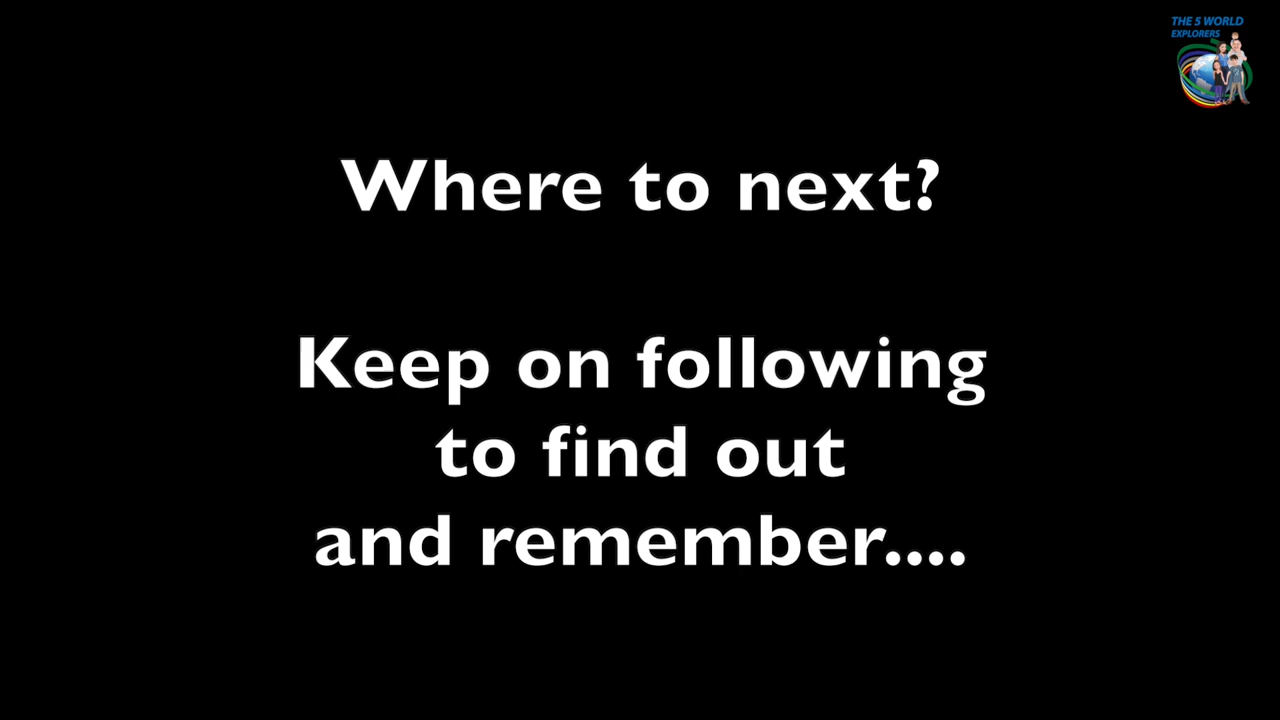 THE 5 WORLD
EXPLORERS
Where to next?
Keep on following
to find out
and remember....